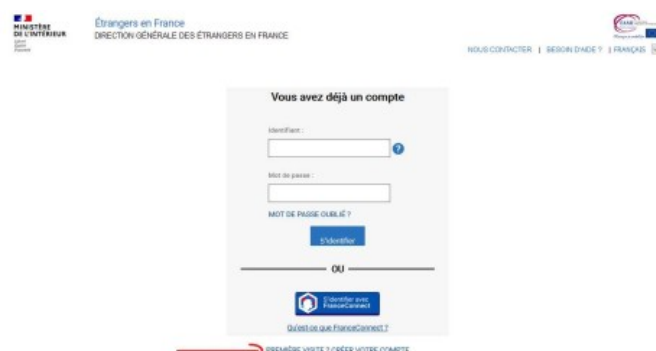 MINISTÈRE
DE L'INTÉRIEUR
Étrangers en France
DIRECTION GÉNÉRALE DES ÉTRANGERS EN FRANCE
NOUS CONTACTER | BESOIN D'AIDE ? | FRANÇAIS
Vous avez déjà un compte
Identifiant :
Mot de passe :
MOT DE PASSE OUBLIÉ ?
S'identifier
OU
S'identifier avec
FranceConnect
Qu'est-ce que FranceConnect ?
PREMIÈRE VISITE ? CRÉER VOTRE COMPTE